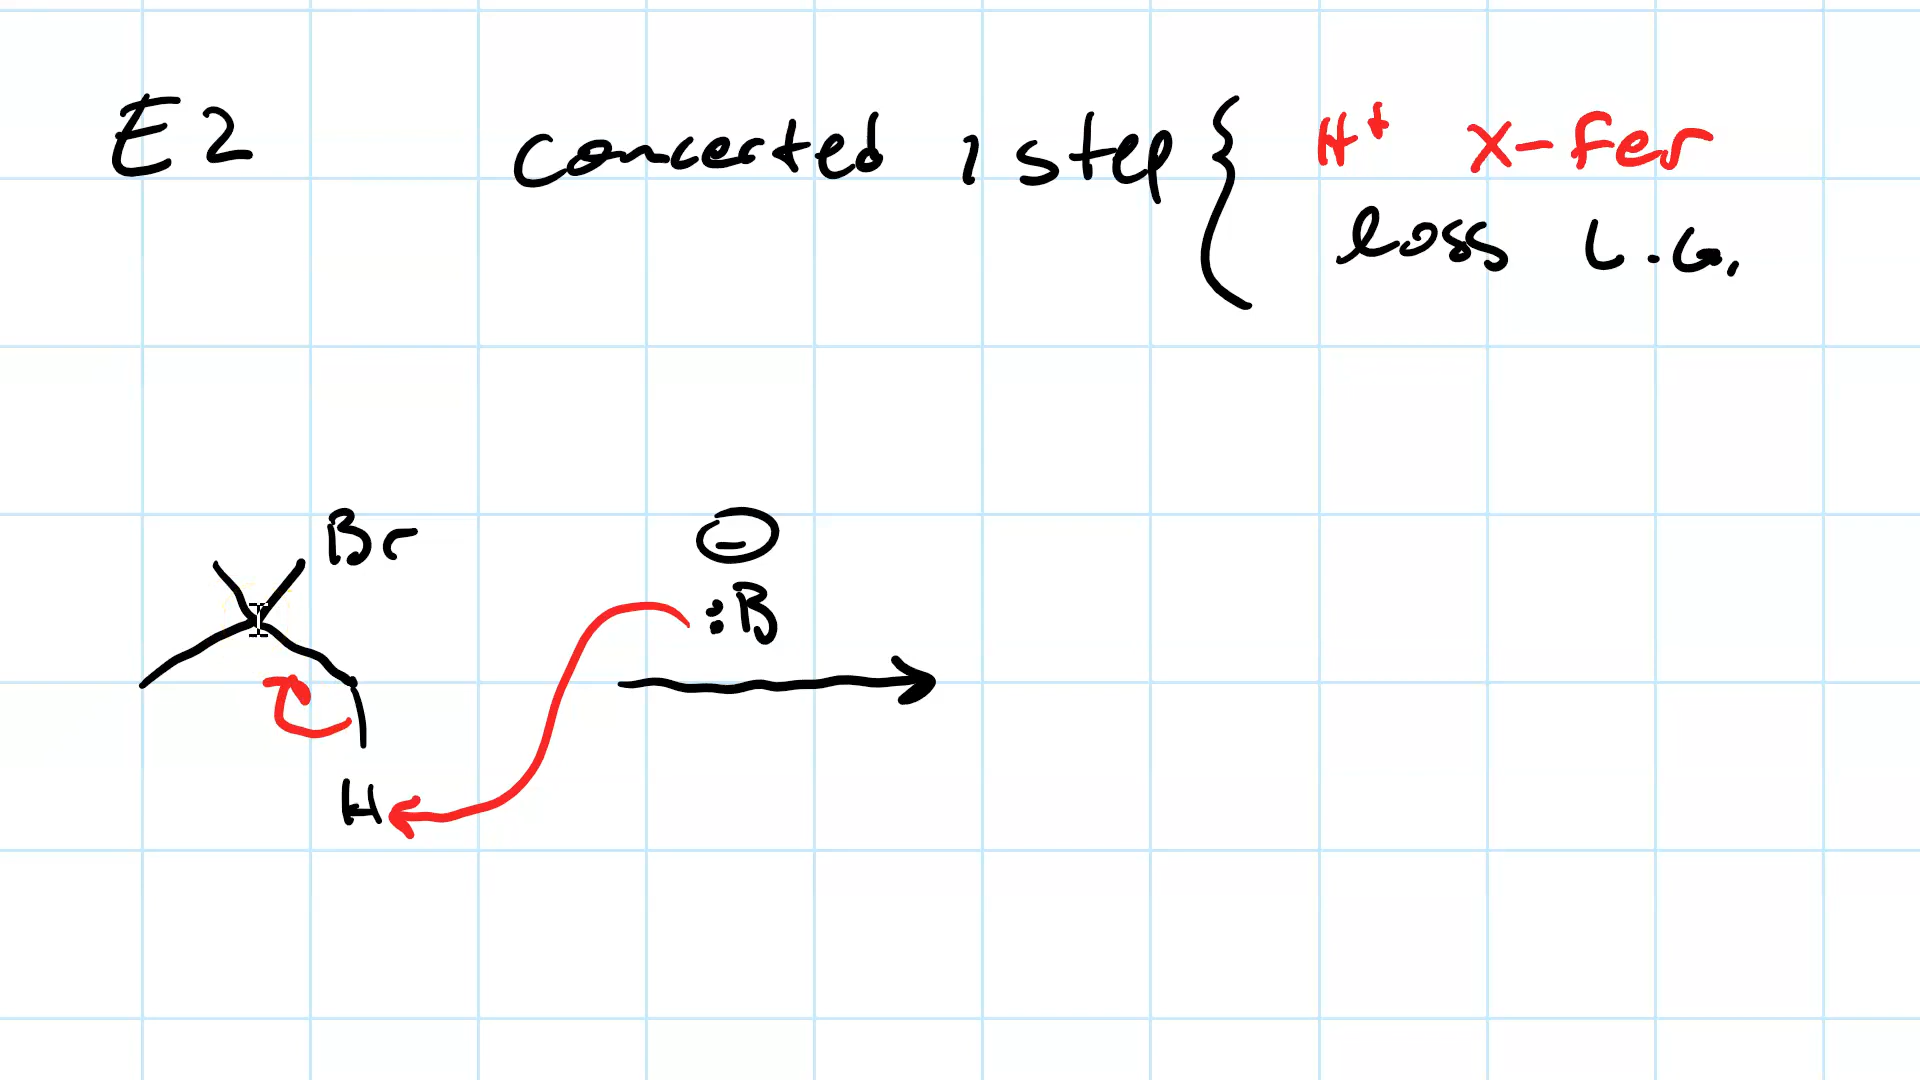 E2 concerted 1 step { H⁺ x-fer
loss L.G.
Br
⊖
:B
H